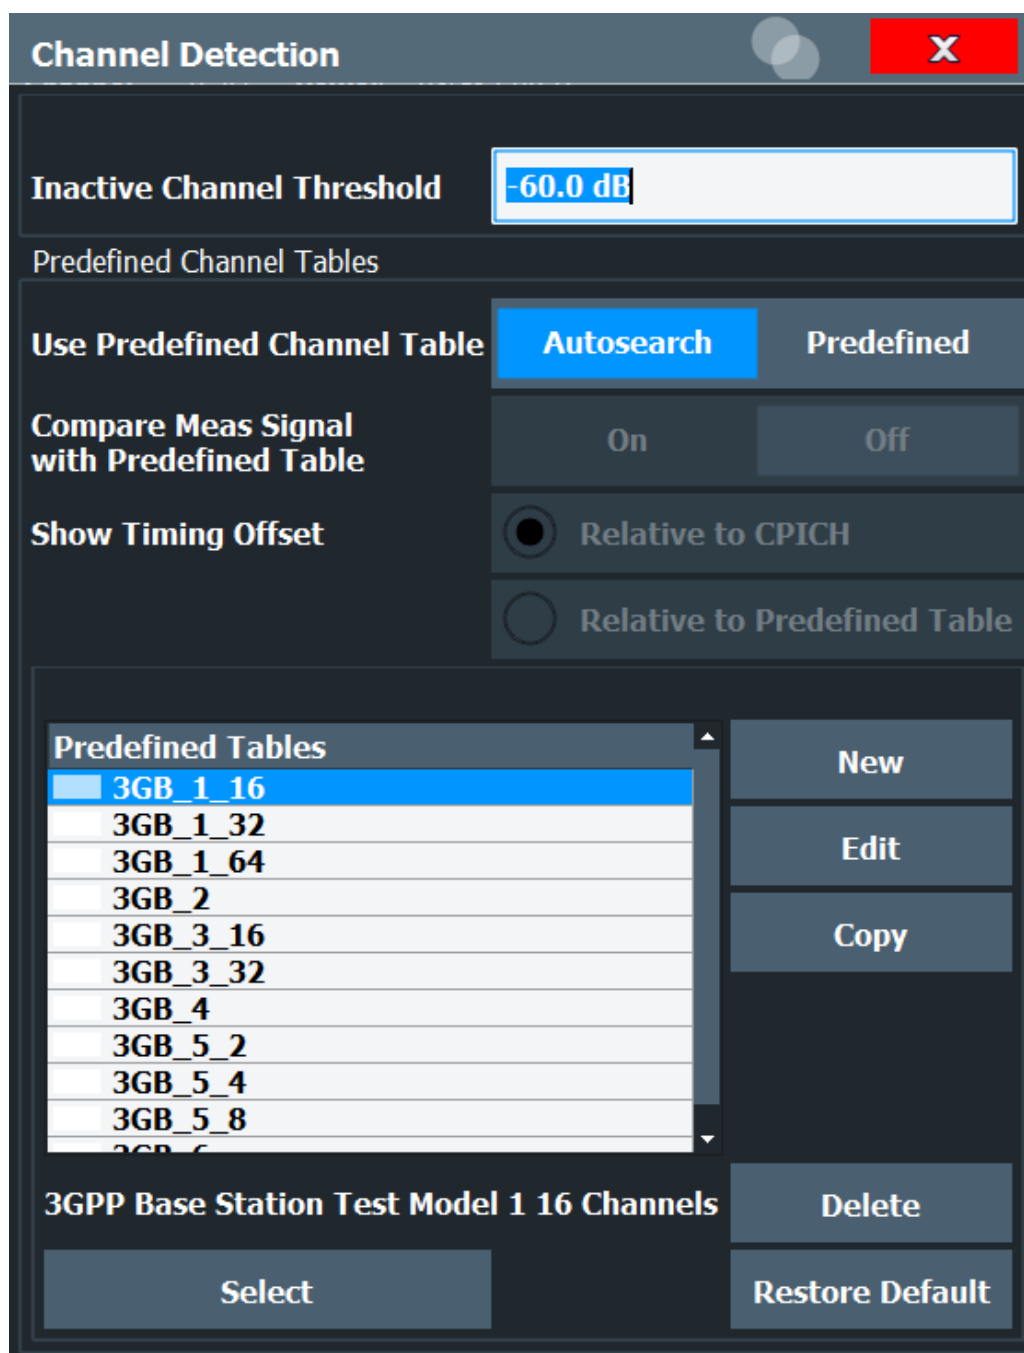 Channel Detection
X
Inactive Channel Threshold
-60.0 dB
Predefined Channel Tables
Use Predefined Channel Table
Autosearch
Predefined
Compare Meas Signal
with Predefined Table
On
Off
Show Timing Offset
Relative to CPICH
Relative to Predefined Table
Predefined Tables
New
3GB_1_16
3GB_1_32
Edit
3GB_1_64
3GB_2
Copy
3GB_3_16
3GB_3_32
3GB_4
3GB_5_2
3GB_5_4
3GB_5_8
3GPP Base Station Test Model 1 16 Channels
Delete
Select
Restore Default